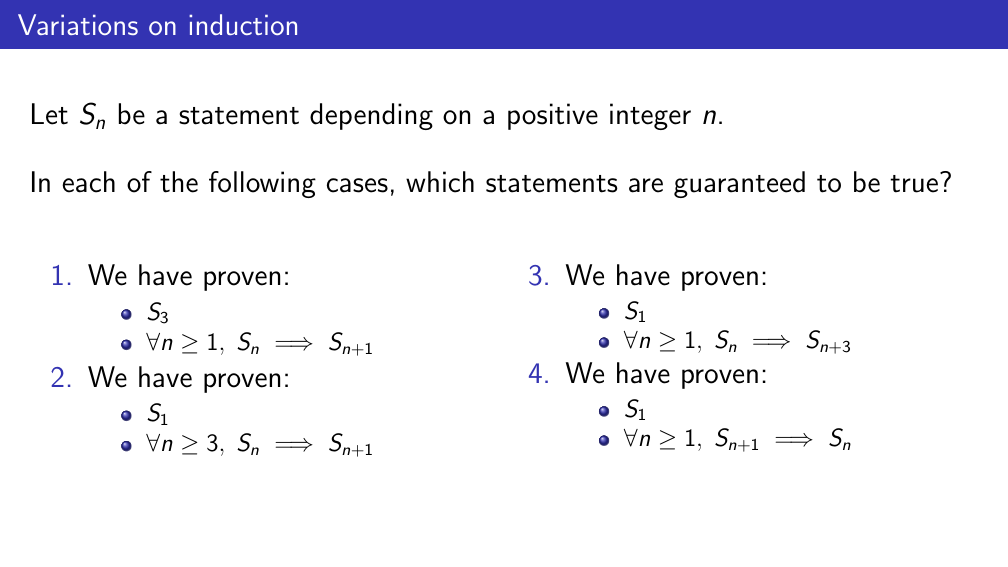 Variations on induction
Let Sₙ be a statement depending on a positive integer n.
In each of the following cases, which statements are guaranteed to be true?
1. We have proven:
• S₃
• ∀n ≥ 1, Sₙ ⟹ Sₙ₊₁
2. We have proven:
• S₁
• ∀n ≥ 3, Sₙ ⟹ Sₙ₊₁
3. We have proven:
• S₁
• ∀n ≥ 1, Sₙ ⟹ Sₙ₊₃
4. We have proven:
• S₁
• ∀n ≥ 1, Sₙ₊₁ ⟹ Sₙ